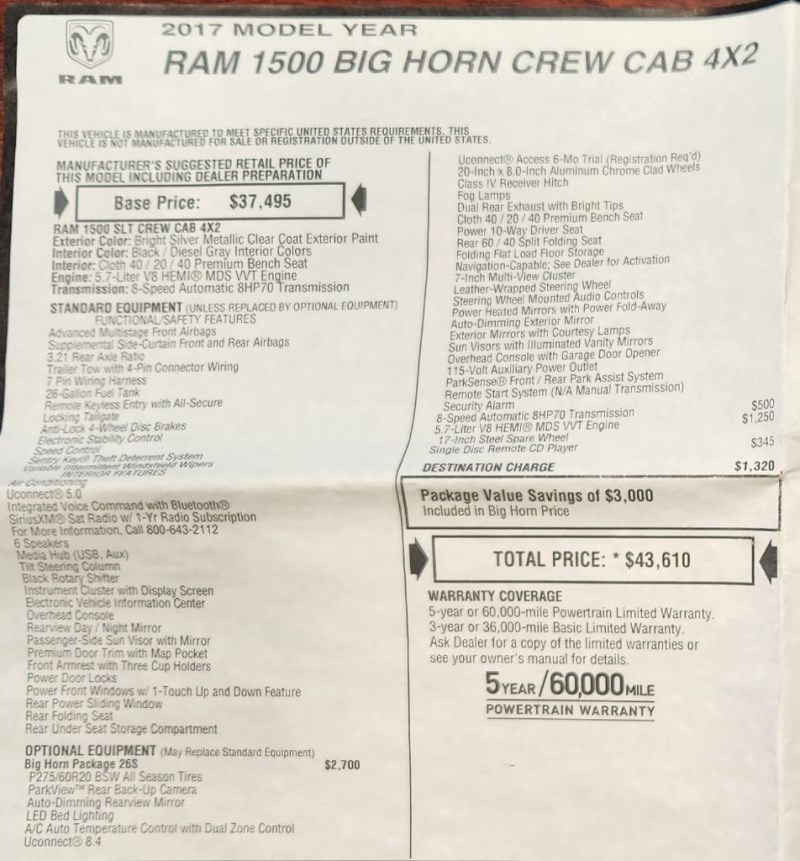 RAM
2017 MODEL YEAR
RAM 1500 BIG HORN CREW CAB 4X2
THIS VEHICLE IS MANUFACTURED TO MEET SPECIFIC UNITED STATES REQUIREMENTS. THIS
VEHICLE IS NOT MANUFACTURED FOR SALE OR REGISTRATION OUTSIDE OF THE UNITED STATES.
MANUFACTURER'S SUGGESTED RETAIL PRICE OF
THIS MODEL INCLUDING DEALER PREPARATION
Base Price: $37,495
RAM 1500 SLT CREW CAB 4X2
Exterior Color: Bright Silver Metallic Clear Coat Exterior Paint
Interior Color: Black / Diesel Gray Interior Colors
Interior: Cloth 40 / 20 / 40 Premium Bench Seat
Engine: 5.7-Liter V8 HEMI® MDS VVT Engine
Transmission: 8-Speed Automatic 8HP70 Transmission
STANDARD EQUIPMENT (UNLESS REPLACED BY OPTIONAL EQUIPMENT)
FUNCTIONAL/SAFETY FEATURES
Advanced Multistage Front Airbags
Supplemental Side-Curtain Front and Rear Airbags
3.21 Rear Axle Ratio
Trailer Tow with 4-Pin Connector Wiring
7 Pin Wiring Harness
26-Gallon Fuel Tank
Remote Keyless Entry with All-Secure
Locking Tailgate
Anti-Lock 4-Wheel Disc Brakes
Electronic Stability Control
Speed Control
Sentry Key® Theft Deterrent System
Variable Intermittent Windshield Wipers
INTERIOR FEATURES
Air Conditioning
Uconnect® 5.0
Integrated Voice Command with Bluetooth®
SiriusXM® Sat Radio w/ 1-Yr Radio Subscription
For More Information, Call 800-643-2112
6 Speakers
Media Hub (USB, Aux)
Tilt Steering Column
Black Rotary Shifter
Instrument Cluster with Display Screen
Electronic Vehicle Information Center
Overhead Console
Rearview Day / Night Mirror
Passenger-Side Sun Visor with Mirror
Premium Door Trim with Map Pocket
Front Armrest with Three Cup Holders
Power Door Locks
Power Front Windows w/ 1-Touch Up and Down Feature
Rear Power Sliding Window
Rear Folding Seat
Rear Under Seat Storage Compartment
OPTIONAL EQUIPMENT (May Replace Standard Equipment)
Big Horn Package 26S $2,700
P275/60R20 BSW All Season Tires
ParkView™ Rear Back-Up Camera
Auto-Dimming Rearview Mirror
LED Bed Lighting
A/C Auto Temperature Control with Dual Zone Control
Uconnect® 8.4
Uconnect® Access 6-Mo Trial (Registration Req'd)
20-Inch x 8.0-Inch Aluminum Chrome Clad Wheels
Class IV Receiver Hitch
Fog Lamps
Dual Rear Exhaust with Bright Tips
Cloth 40 / 20 / 40 Premium Bench Seat
Power 10-Way Driver Seat
Rear 60 / 40 Split Folding Seat
Folding Flat Load Floor Storage
Navigation-Capable; See Dealer for Activation
7-Inch Multi-View Cluster
Leather-Wrapped Steering Wheel
Steering Wheel Mounted Audio Controls
Power Heated Mirrors with Power Fold-Away
Auto-Dimming Exterior Mirror
Exterior Mirrors with Courtesy Lamps
Sun Visors with Illuminated Vanity Mirrors
Overhead Console with Garage Door Opener
115-Volt Auxiliary Power Outlet
ParkSense® Front / Rear Park Assist System
Remote Start System (N/A Manual Transmission)
Security Alarm
8-Speed Automatic 8HP70 Transmission $500
5.7-Liter V8 HEMI® MDS VVT Engine $1,250
17-Inch Steel Spare Wheel
Single Disc Remote CD Player $345
DESTINATION CHARGE $1,320
Package Value Savings of $3,000
Included in Big Horn Price
TOTAL PRICE: * $43,610
WARRANTY COVERAGE
5-year or 60,000-mile Powertrain Limited Warranty.
3-year or 36,000-mile Basic Limited Warranty.
Ask Dealer for a copy of the limited warranties or
see your owner's manual for details.
5YEAR/60,000MILE
POWERTRAIN WARRANTY